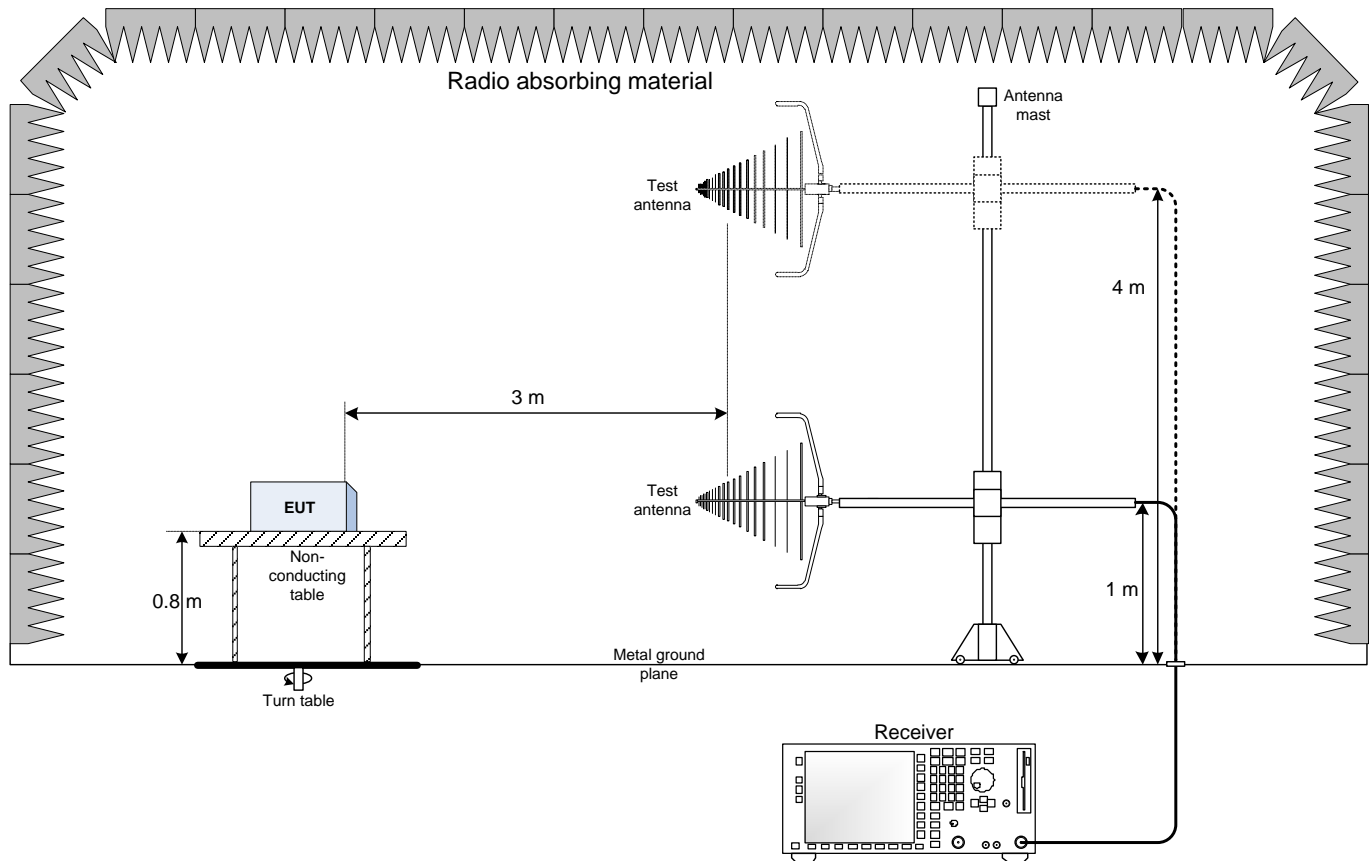 Radio absorbing material
Antenna
mast
Test
antenna
4 m
3 m
Test
antenna
EUT
Non-
conducting
table
0.8 m
1 m
Metal ground
plane
Turn table
Receiver